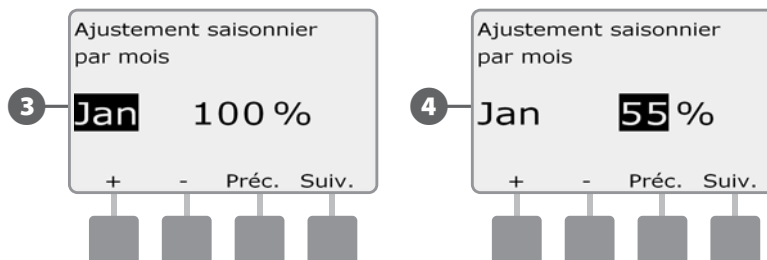 Ajustement saisonnier
par mois
3
Jan 100 %
+ - Préc. Suiv.
Ajustement saisonnier
par mois
4
Jan 55 %
+ - Préc. Suiv.